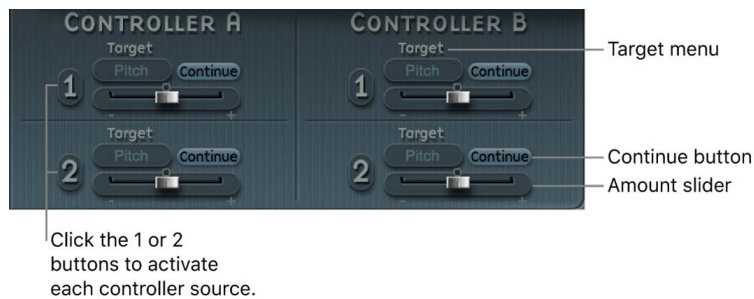 CONTROLLER A CONTROLLER B
Target Target Target menu
Pitch Continue Pitch Continue
1 1
- + - +
Target Target
Pitch Continue Pitch Continue Continue button
2 2 Amount slider
- + - +
Click the 1 or 2
buttons to activate
each controller source.